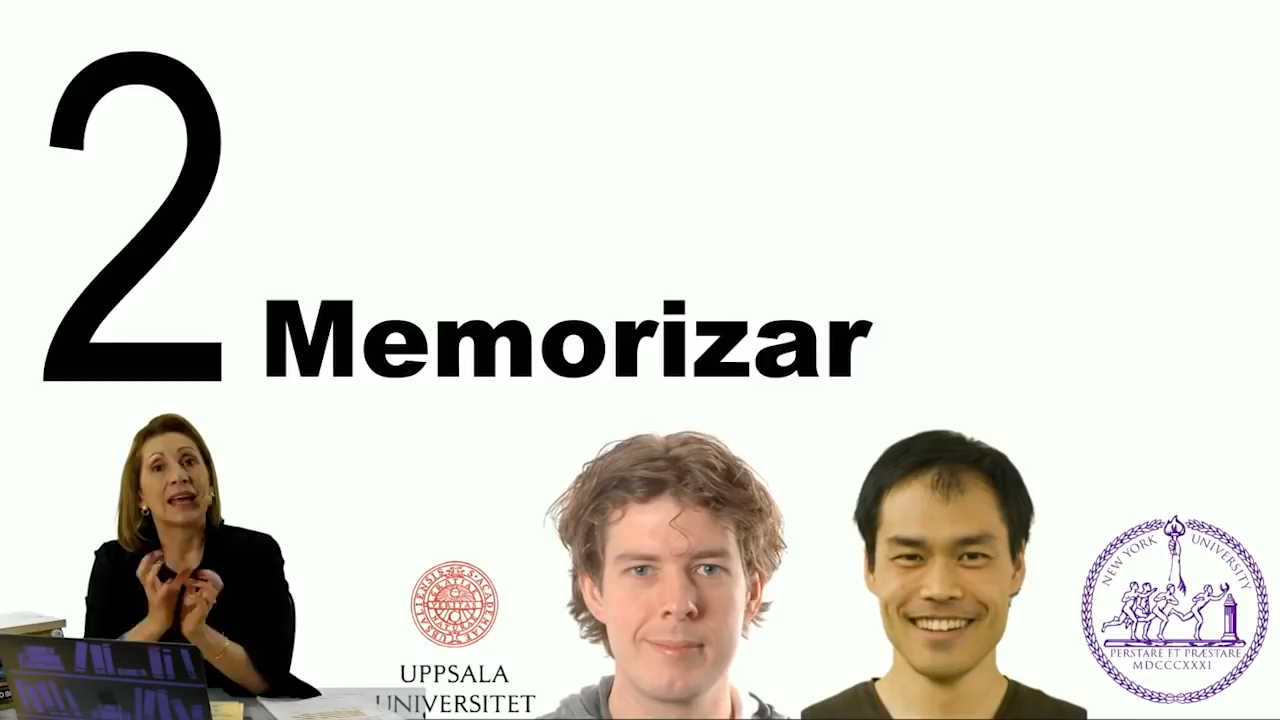 2 Memorizar
UPPSALA
UNIVERSITET
NEW YORK UNIVERSITY
PERSTARE ET PRÆSTARE
MDCCCXXXI